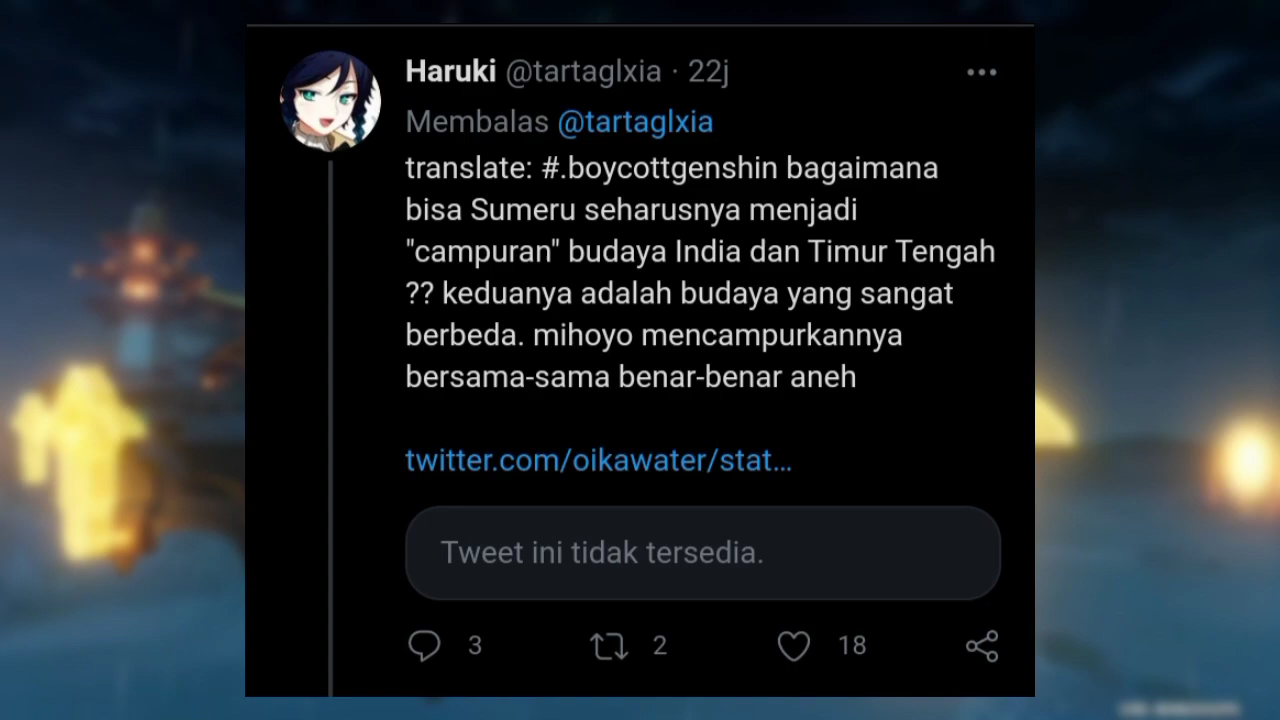 Haruki @tartaglxia · 22j
Membalas @tartaglxia
translate: #.boycottgenshin bagaimana
bisa Sumeru seharusnya menjadi
"campuran" budaya India dan Timur Tengah
?? keduanya adalah budaya yang sangat
berbeda. mihoyo mencampurkannya
bersama-sama benar-benar aneh
twitter.com/oikawater/stat...
Tweet ini tidak tersedia.
3 2 18